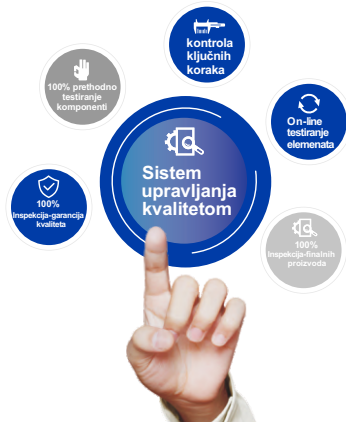 kontrola
ključnih
koraka
100% prethodno
testiranje
komponenti
On-line
testiranje
elemenata
Sistem
upravljanja
kvalitetom
100%
Inspekcija-garancija
kvaliteta
100%
Inspekcija-finalnih
proizvoda